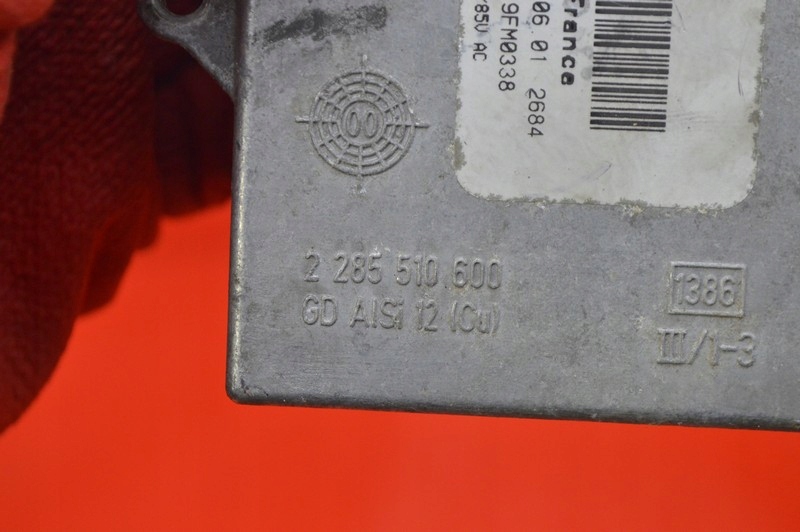 France
06.01 2684
9FM0338
85V AC
00
2 285 510 600
GD AlSi 12 (Cu)
1386
III/1-3